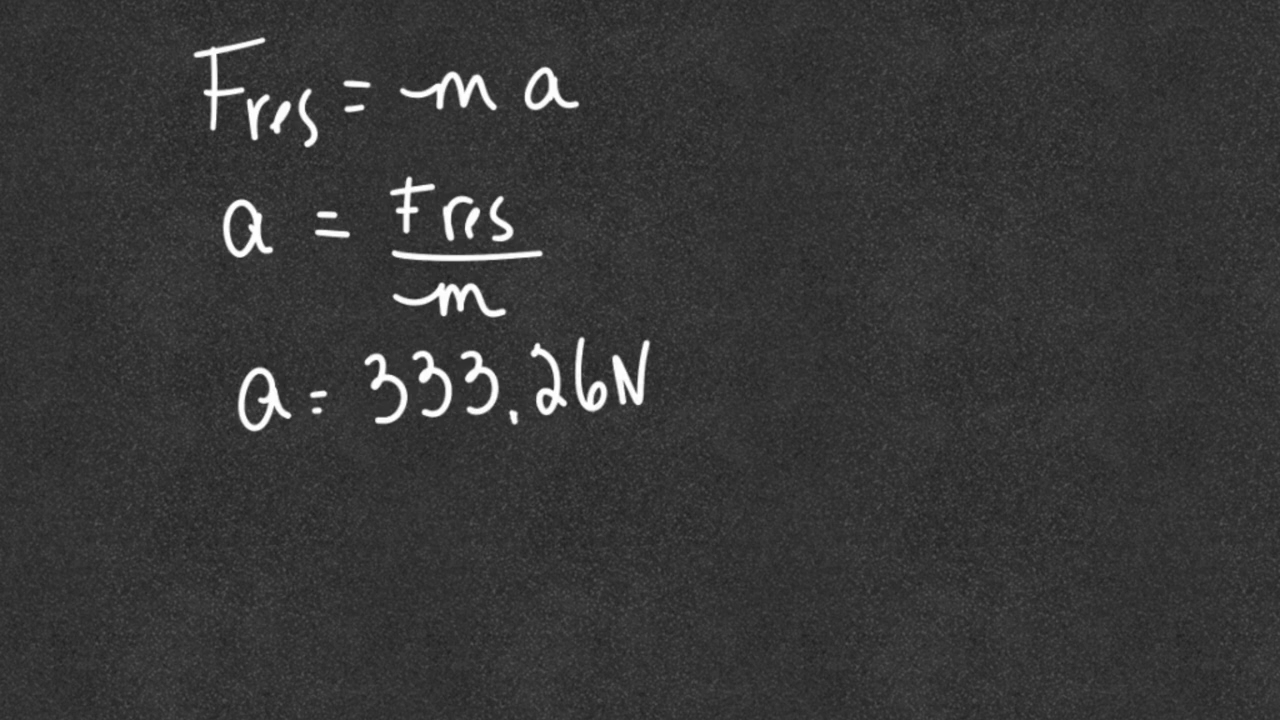 Fres = m a
a = Fres
m
a = 333.26N